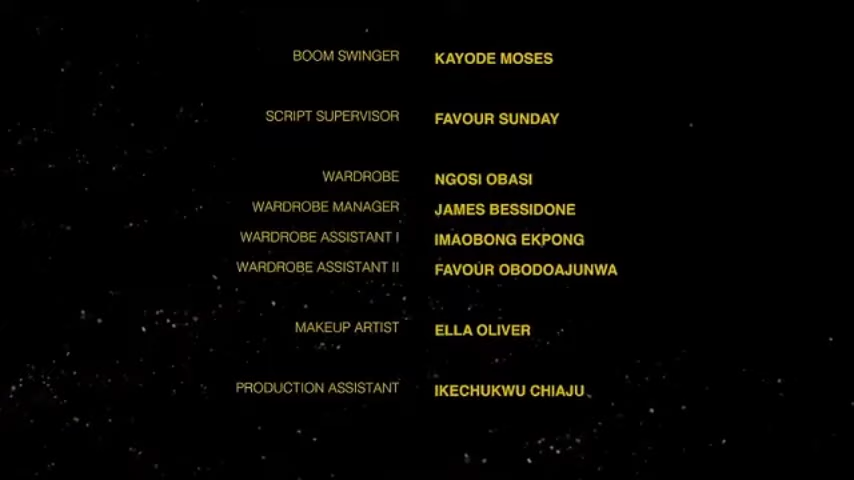 BOOM SWINGER KAYODE MOSES
SCRIPT SUPERVISOR FAVOUR SUNDAY
WARDROBE NGOSI OBASI
WARDROBE MANAGER JAMES BESSIDONE
WARDROBE ASSISTANT I IMAOBONG EKPONG
WARDROBE ASSISTANT II FAVOUR OBODOAJUNWA
MAKEUP ARTIST ELLA OLIVER
PRODUCTION ASSISTANT IKECHUKWU CHIAJU